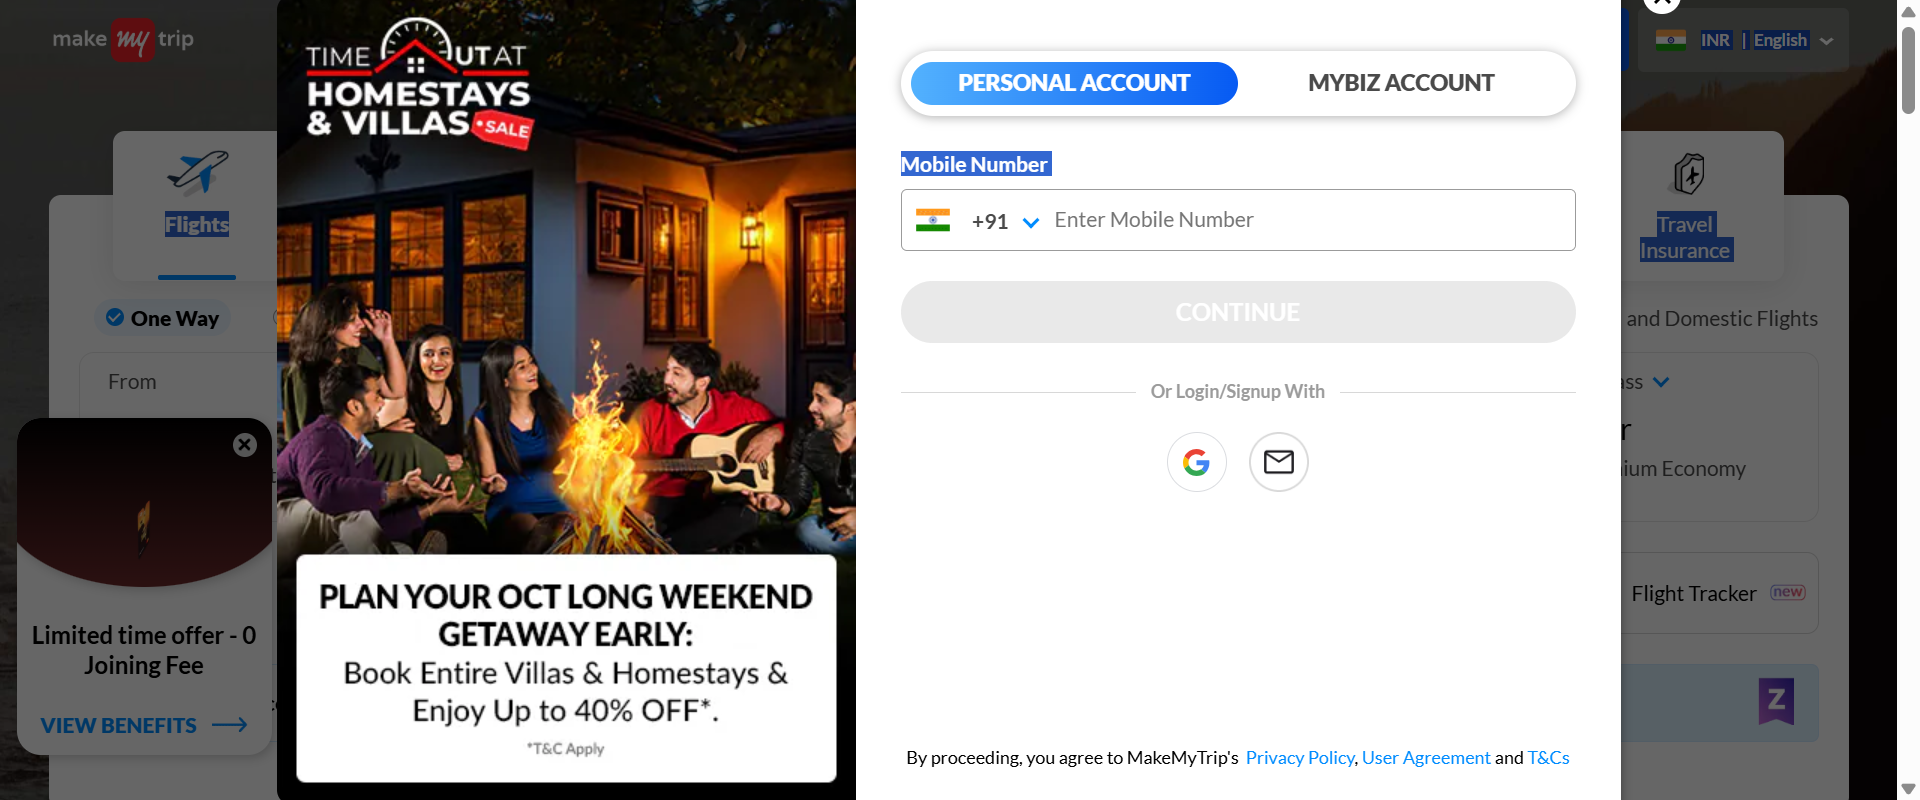 make my trip
INR | English
Flights
One Way
From
Limited time offer - 0
Joining Fee
VIEW BENEFITS
TIME OUT AT
HOMESTAYS
& VILLAS SALE
PLAN YOUR OCT LONG WEEKEND
GETAWAY EARLY:
Book Entire Villas & Homestays &
Enjoy Up to 40% OFF*.
*T&C Apply
PERSONAL ACCOUNT
MYBIZ ACCOUNT
Mobile Number
+91 Enter Mobile Number
CONTINUE
Or Login/Signup With
G
By proceeding, you agree to MakeMyTrip's Privacy Policy, User Agreement and T&Cs
Travel
Insurance
and Domestic Flights
Economy
Flight Tracker new
Z